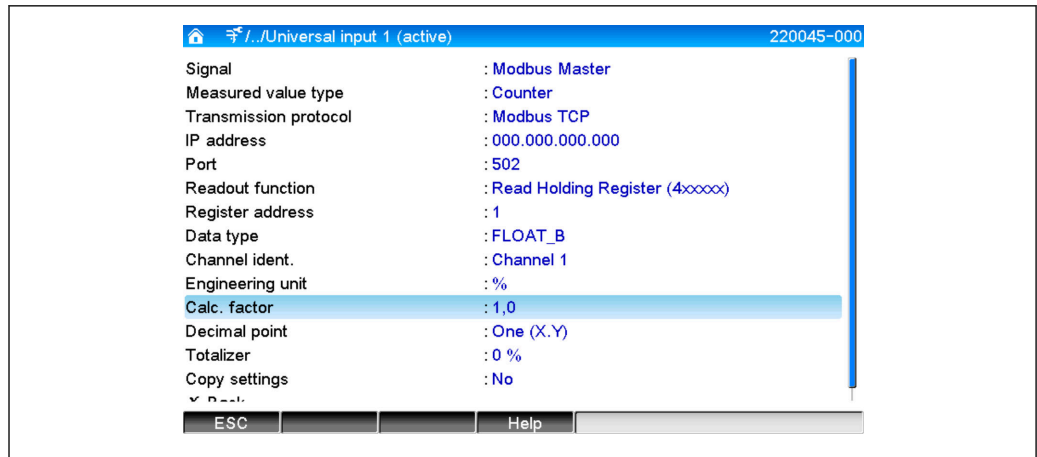 /../Universal input 1 (active) 220045-000
Signal : Modbus Master
Measured value type : Counter
Transmission protocol : Modbus TCP
IP address : 000.000.000.000
Port : 502
Readout function : Read Holding Register (4xxxxx)
Register address : 1
Data type : FLOAT_B
Channel ident. : Channel 1
Engineering unit : %
Calc. factor : 1,0
Decimal point : One (X.Y)
Totalizer : 0 %
Copy settings : No
ESC Help